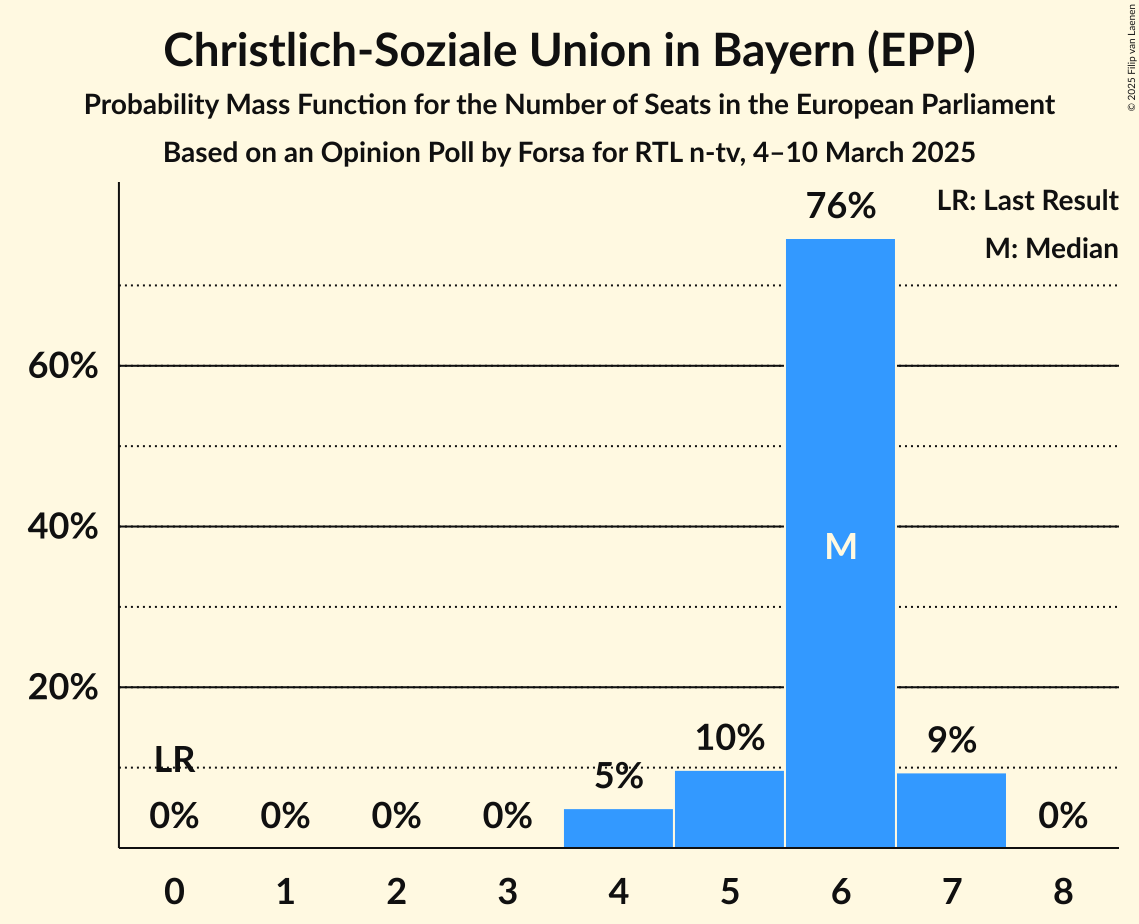 Christlich-Soziale Union in Bayern (EPP)
Probability Mass Function for the Number of Seats in the European Parliament
Based on an Opinion Poll by Forsa for RTL n-tv, 4–10 March 2025
© 2025 Filip van Laenen
LR: Last Result
M: Median
76%
60%
40%
M
20%
LR
10%
9%
5%
0% 0% 0% 0% 0%
0 1 2 3 4 5 6 7 8